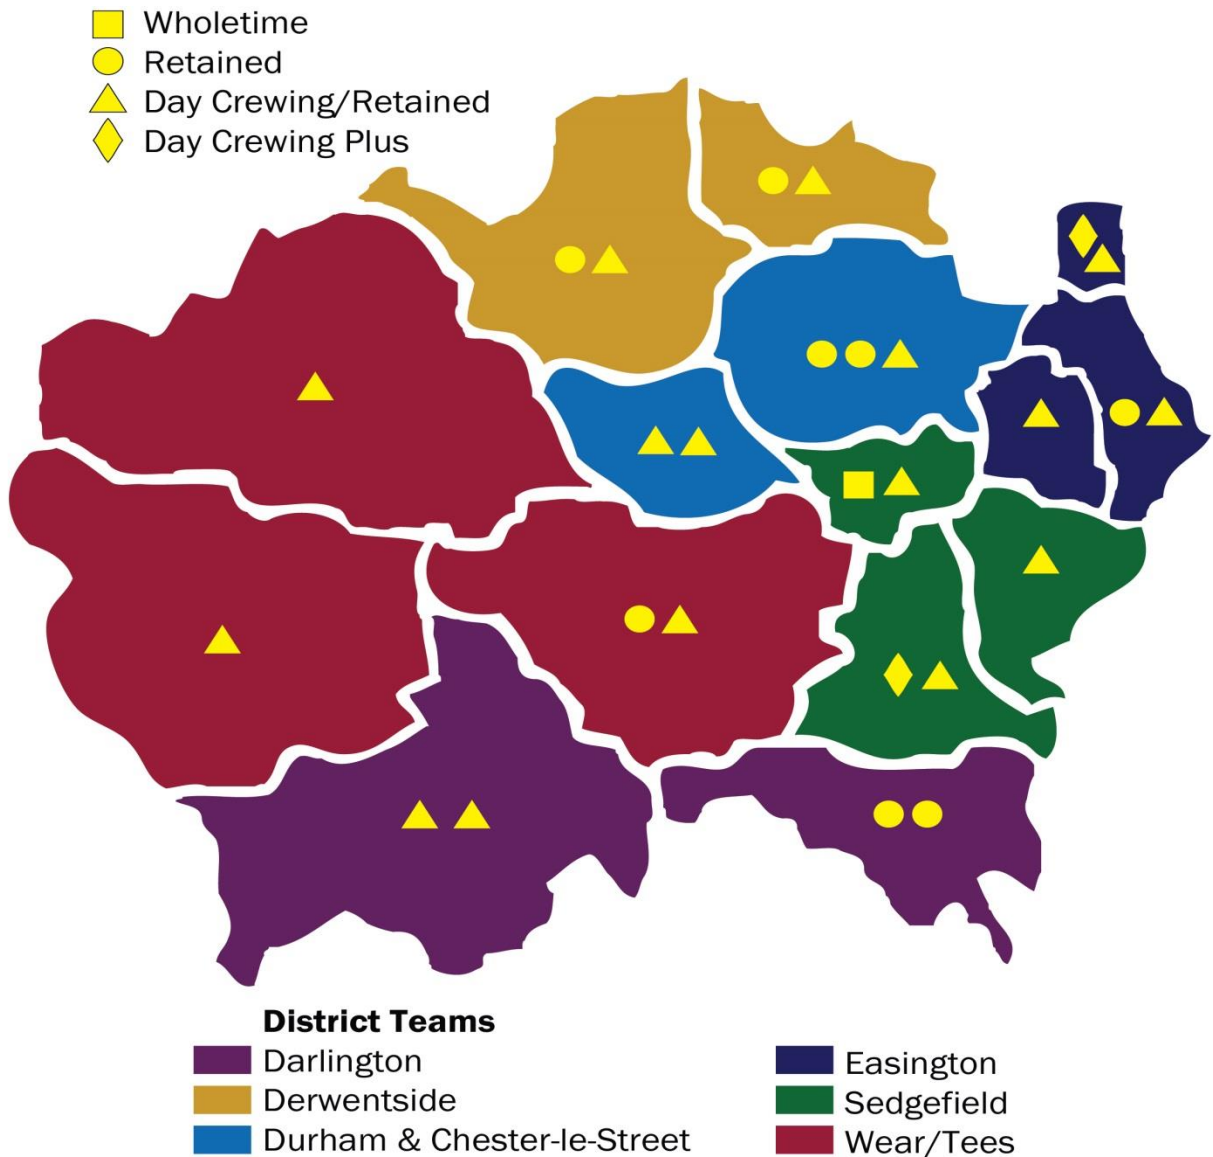 Wholetime
Retained
Day Crewing/Retained
Day Crewing Plus
District Teams
Darlington
Derwentside
Durham & Chester-le-Street
Easington
Sedgefield
Wear/Tees